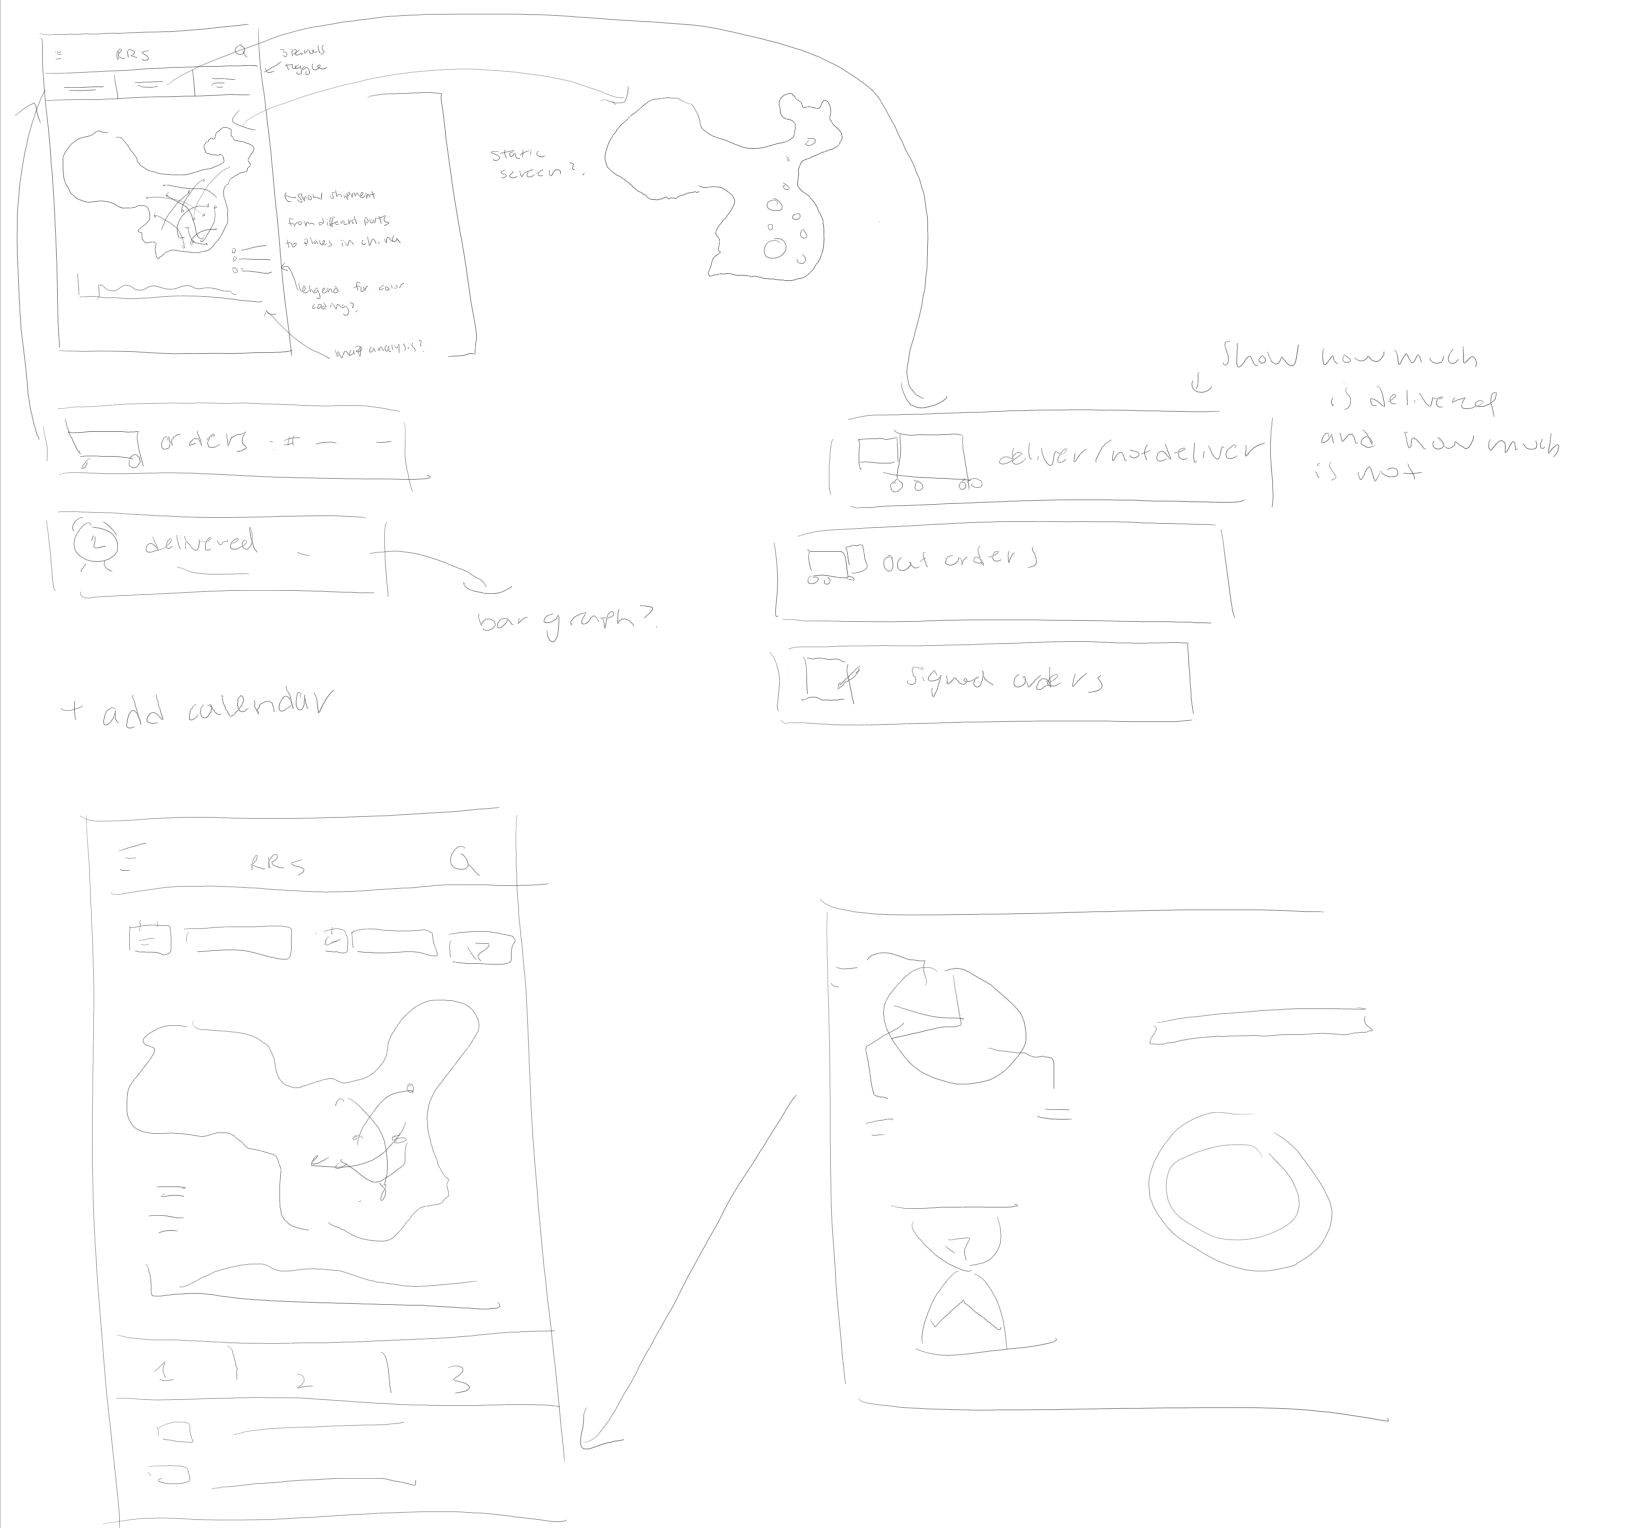 RRS
3 panels
toggle
static
screen?
←show shipment
from different parts
to places in china
legend for colour
coding?
map analysis?
orders : # — —
delivered
bar graph?
+ add calendar
show how much
is delivered
and how much
is not
deliver/not deliver
out orders
signed orders
RRS
1
2
3